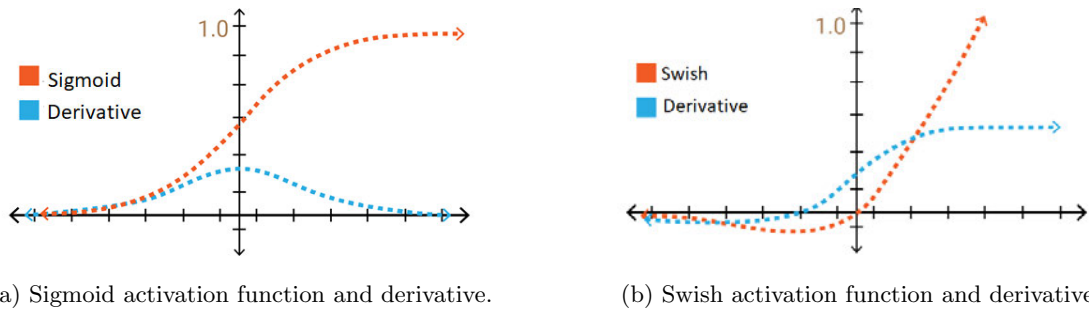 1.0
Sigmoid
Derivative
1.0
Swish
Derivative
a) Sigmoid activation function and derivative.
(b) Swish activation function and derivative